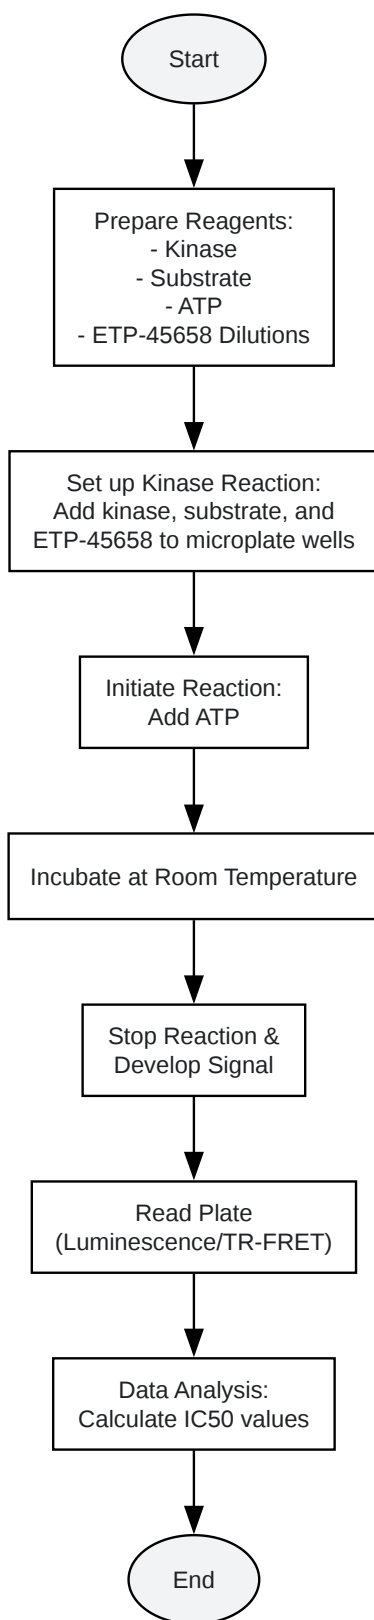 Start
Prepare Reagents:
- Kinase
- Substrate
- ATP
- ETP-45658 Dilutions
Set up Kinase Reaction:
Add kinase, substrate, and
ETP-45658 to microplate wells
Initiate Reaction:
Add ATP
Incubate at Room Temperature
Stop Reaction &
Develop Signal
Read Plate
(Luminescence/TR-FRET)
Data Analysis:
Calculate IC50 values
End